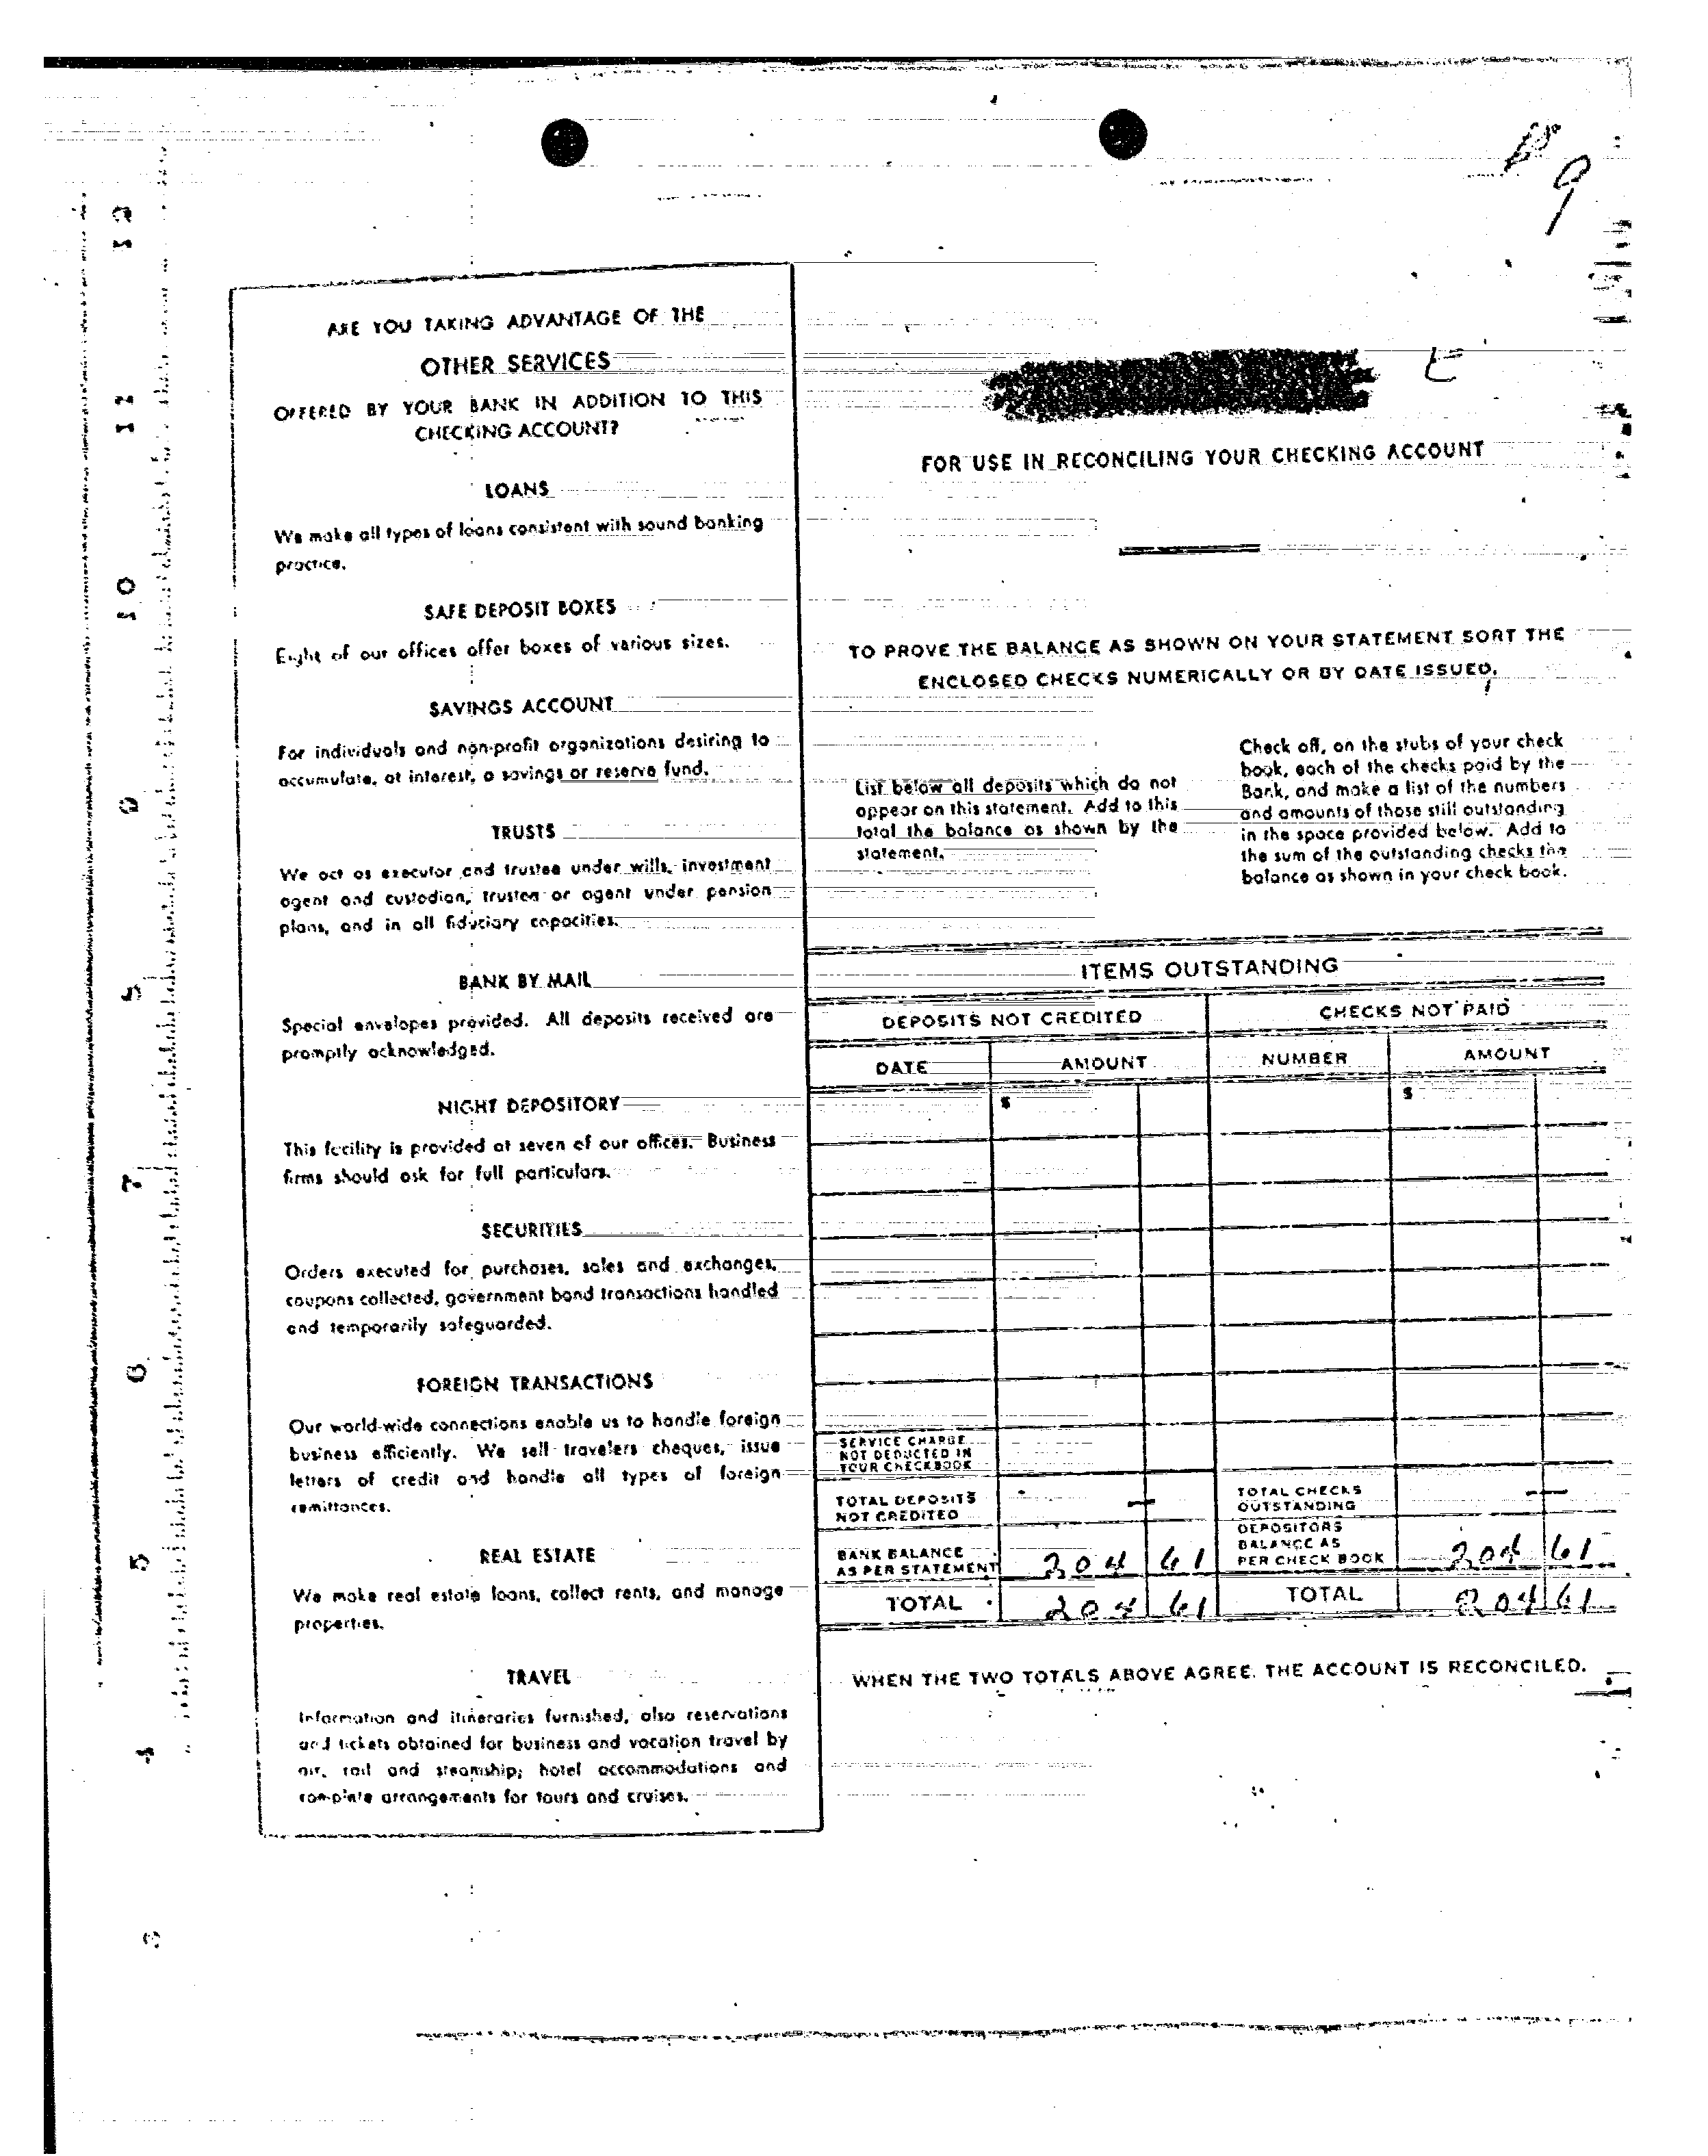 9
ARE YOU TAKING ADVANTAGE OF THE
OTHER SERVICES
OFFERED BY YOUR BANK IN ADDITION TO THIS
CHECKING ACCOUNT?
LOANS
We make all types of loans consistent with sound banking
practice.
SAFE DEPOSIT BOXES
Eight of our offices offer boxes of various sizes.
SAVINGS ACCOUNT
For individuals and non-profit organizations desiring to
accumulate, at interest, a savings or reserve fund.
TRUSTS
We act as executor and trustee under wills, investment
agent and custodian, trustee or agent under pension
plans, and in all fiduciary capacities.
BANK BY MAIL
Special envelopes provided. All deposits received are
promptly acknowledged.
NIGHT DEPOSITORY
This facility is provided at seven of our offices. Business
firms should ask for full particulars.
SECURITIES
Orders executed for purchases, sales and exchanges,
coupons collected, government bond transactions handled
and temporarily safeguarded.
FOREIGN TRANSACTIONS
Our world-wide connections enable us to handle foreign
business efficiently. We sell travelers cheques, issue
letters of credit and handle all types of foreign
remittances.
REAL ESTATE
We make real estate loans, collect rents, and manage
properties.
TRAVEL
Information and itineraries furnished, also reservations
and tickets obtained for business and vacation travel by
air, rail and steamship; hotel accommodations and
complete arrangements for tours and cruises.
FOR USE IN RECONCILING YOUR CHECKING ACCOUNT
TO PROVE THE BALANCE AS SHOWN ON YOUR STATEMENT SORT THE
ENCLOSED CHECKS NUMERICALLY OR BY DATE ISSUED.
List below all deposits which do not
appear on this statement. Add to this
total the balance as shown by the
statement.
Check off, on the stubs of your check
book, each of the checks paid by the
Bank, and make a list of the numbers
and amounts of those still outstanding
in the space provided below. Add to
the sum of the outstanding checks the
balance as shown in your check book.
ITEMS OUTSTANDING
DEPOSITS NOT CREDITED CHECKS NOT PAID
DATE AMOUNT NUMBER AMOUNT
$ $
SERVICE CHARGE
NOT DEDUCTED IN
YOUR CHECKBOOK
TOTAL DEPOSITS
NOT CREDITED —
TOTAL CHECKS
OUTSTANDING —
BANK BALANCE
AS PER STATEMENT 204 61
DEPOSITORS
BALANCE AS
PER CHECK BOOK 204 61
TOTAL 204 61 TOTAL 204 61
WHEN THE TWO TOTALS ABOVE AGREE, THE ACCOUNT IS RECONCILED.